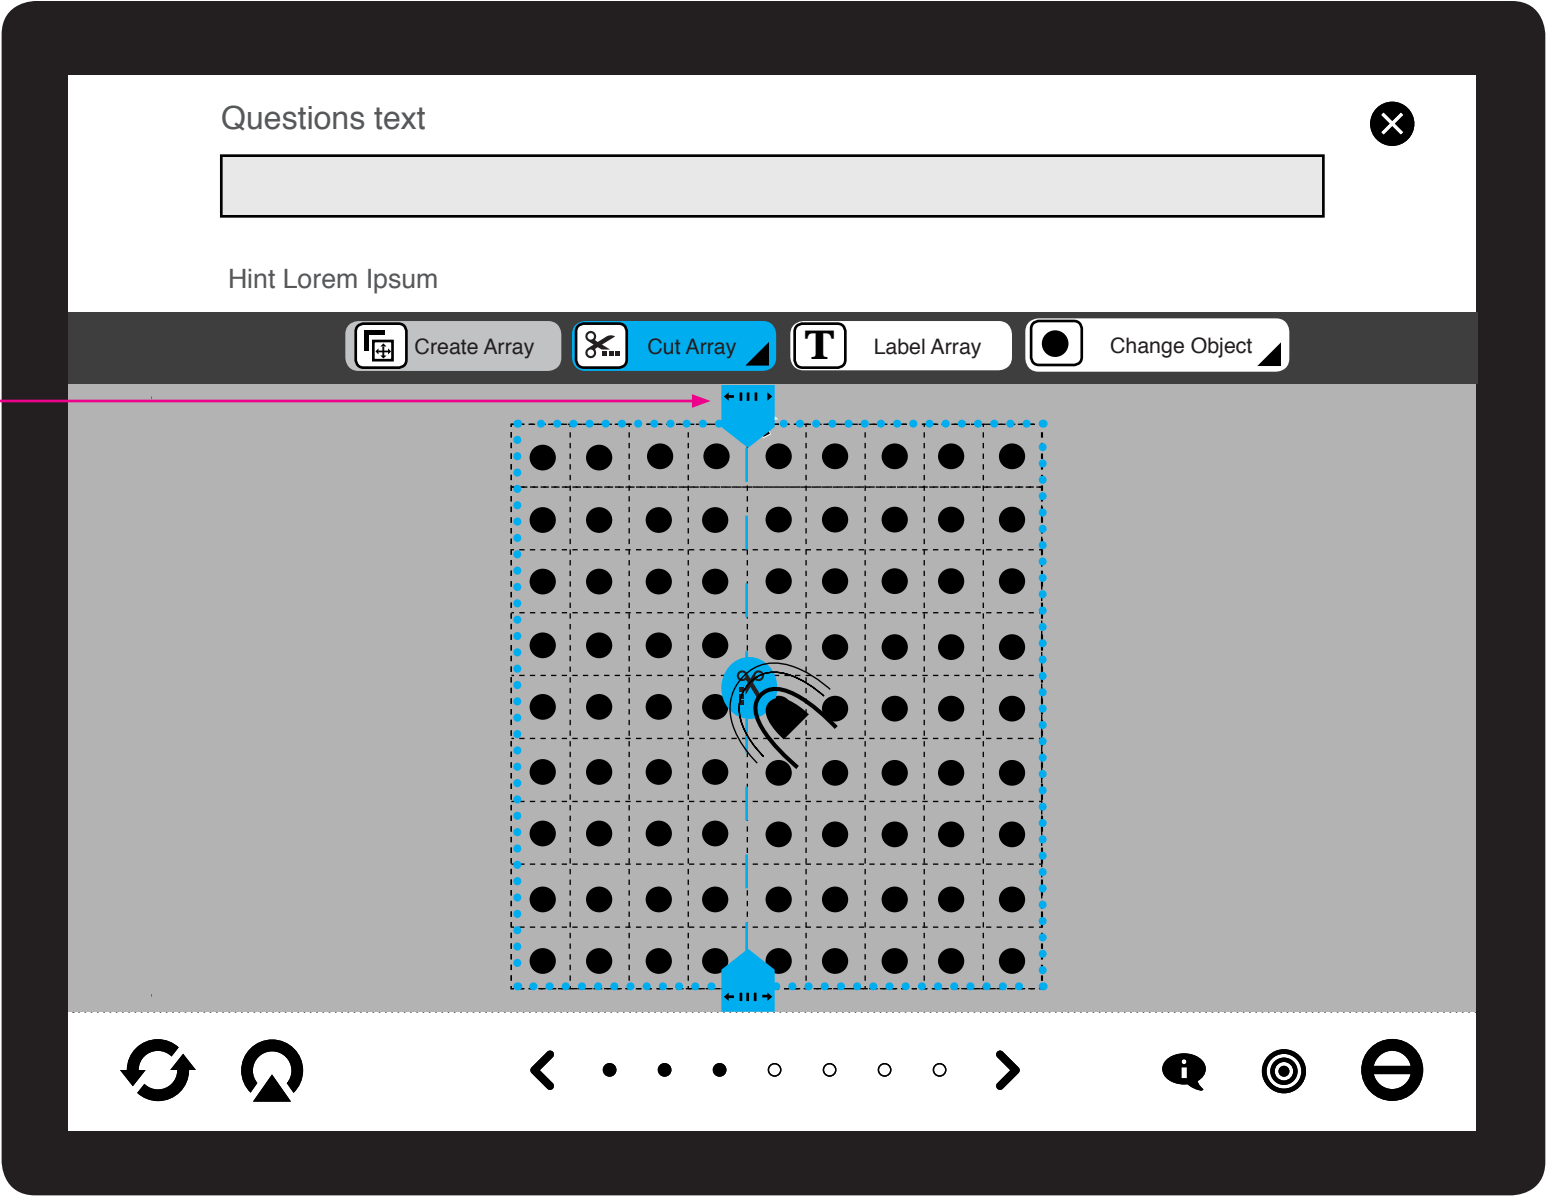 Questions text
Hint Lorem Ipsum
Create Array
Cut Array
T
Label Array
Change Object
i